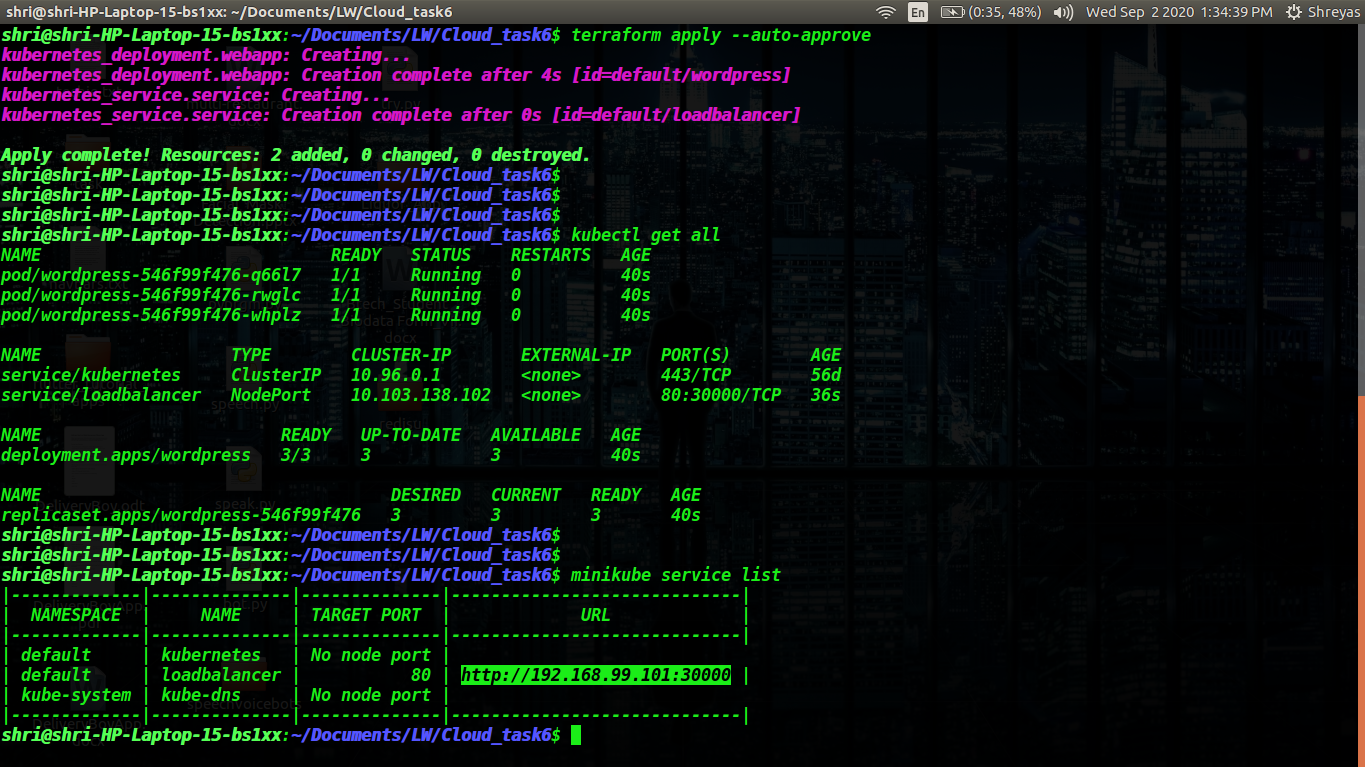 shri@shri-HP-Laptop-15-bs1xx: ~/Documents/LW/Cloud_task6 En (0:35, 48%) Wed Sep 2 2020 1:34:39 PM Shreyas
shri@shri-HP-Laptop-15-bs1xx:~/Documents/LW/Cloud_task6$ terraform apply --auto-approve
kubernetes_deployment.webapp: Creating...
kubernetes_deployment.webapp: Creation complete after 4s [id=default/wordpress]
kubernetes_service.service: Creating...
kubernetes_service.service: Creation complete after 0s [id=default/loadbalancer]
Apply complete! Resources: 2 added, 0 changed, 0 destroyed.
shri@shri-HP-Laptop-15-bs1xx:~/Documents/LW/Cloud_task6$
shri@shri-HP-Laptop-15-bs1xx:~/Documents/LW/Cloud_task6$
shri@shri-HP-Laptop-15-bs1xx:~/Documents/LW/Cloud_task6$
shri@shri-HP-Laptop-15-bs1xx:~/Documents/LW/Cloud_task6$ kubectl get all
NAME READY STATUS RESTARTS AGE
pod/wordpress-546f99f476-q66l7 1/1 Running 0 40s
pod/wordpress-546f99f476-rwglc 1/1 Running 0 40s
pod/wordpress-546f99f476-whplz 1/1 Running 0 40s
NAME TYPE CLUSTER-IP EXTERNAL-IP PORT(S) AGE
service/kubernetes ClusterIP 10.96.0.1 <none> 443/TCP 56d
service/loadbalancer NodePort 10.103.138.102 <none> 80:30000/TCP 36s
NAME READY UP-TO-DATE AVAILABLE AGE
deployment.apps/wordpress 3/3 3 3 40s
NAME DESIRED CURRENT READY AGE
replicaset.apps/wordpress-546f99f476 3 3 3 40s
shri@shri-HP-Laptop-15-bs1xx:~/Documents/LW/Cloud_task6$
shri@shri-HP-Laptop-15-bs1xx:~/Documents/LW/Cloud_task6$
shri@shri-HP-Laptop-15-bs1xx:~/Documents/LW/Cloud_task6$ minikube service list
|-------------|--------------|--------------|-----------------------------|
| NAMESPACE | NAME | TARGET PORT | URL |
|-------------|--------------|--------------|-----------------------------|
| default | kubernetes | No node port |
| default | loadbalancer | 80 | http://192.168.99.101:30000 |
| kube-system | kube-dns | No node port |
|-------------|--------------|--------------|-----------------------------|
shri@shri-HP-Laptop-15-bs1xx:~/Documents/LW/Cloud_task6$